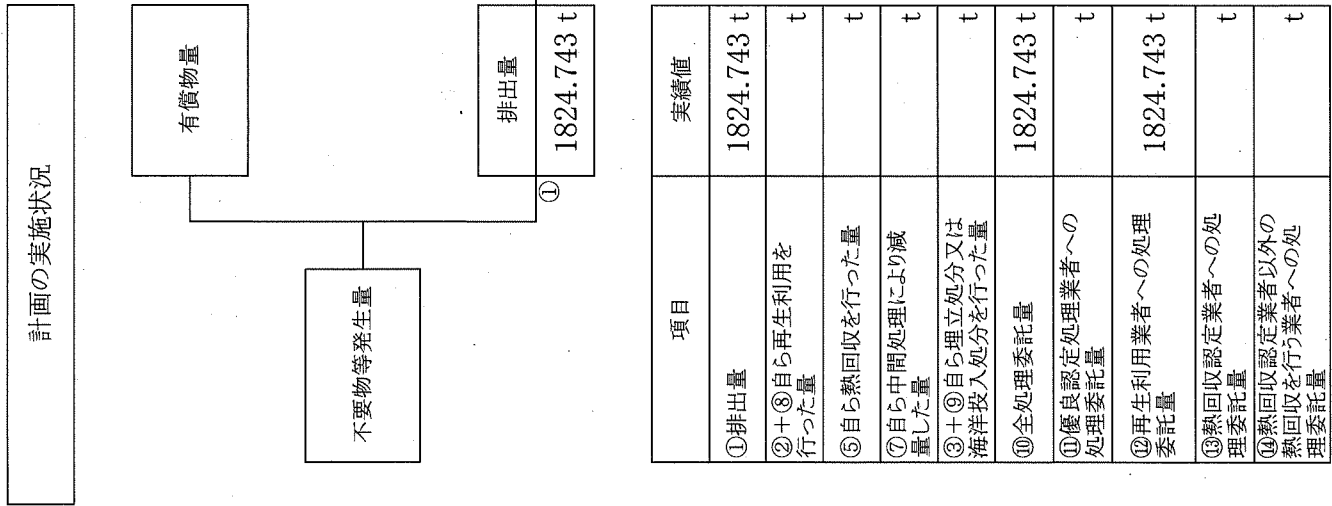 計画の実施状況
有償物量
不要物等発生量
排出量
①
1824.743 t
項目 実績値
①排出量 1824.743 t
②+⑧自ら再生利用を
行った量 t
⑤自ら熱回収を行った量 t
⑦自ら中間処理により減
量した量 t
③+⑨自ら埋立処分又は
海洋投入処分を行った量 t
⑩全処理委託量 1824.743 t
⑪優良認定処理業者への
処理委託量 t
⑫再生利用業者への処理
委託量 1824.743 t
⑬熱回収認定業者への処
理委託量 t
⑭熱回収認定業者以外の
熱回収を行う業者への処
理委託量 t